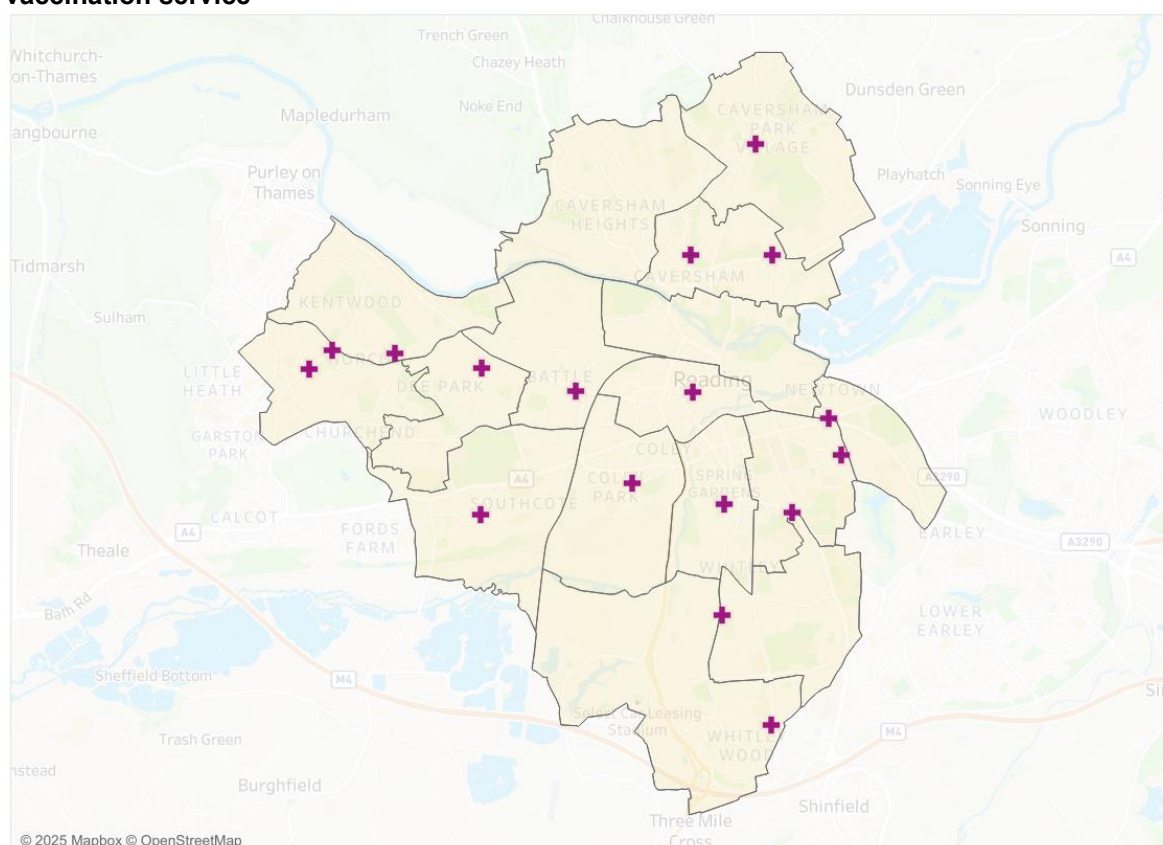 vaccination service
Chalkhouse Green
Trench Green
Whitchurch-
on-Thames
Chazey Heath
Dunsden Green
Noke End
CAVERSHAM
PARK
VILLAGE
Mapledurham
angbourne
Purley on
Thames
Playhatch
Sonning Eye
CAVERSHAM
HEIGHTS
Sonning
Tidmarsh
A4
CAVERSHAM
KENTWOOD
Sulham
LITTLE
HEATH
DEE PARK
BATTLE
Reading
NEWTOWN
WOODLEY
GARSTON
PARK
CHURCHEND
COLEY
A4
COLEY
PARK
SPRING
GARDENS
A3290
SOUTHCOTE
CALCOT
FORDS
FARM
A4
EARLEY
A3290
Theale
WHITLEY
Bath Rd
LOWER
EARLEY
Sheffield Bottom
M4
Select Car Leasing
Stadium
M4
Trash Green
WHITLEY
WOOD
nstead
Burghfield
Shinfield
Three Mile
Cross
© 2025 Mapbox © OpenStreetMap